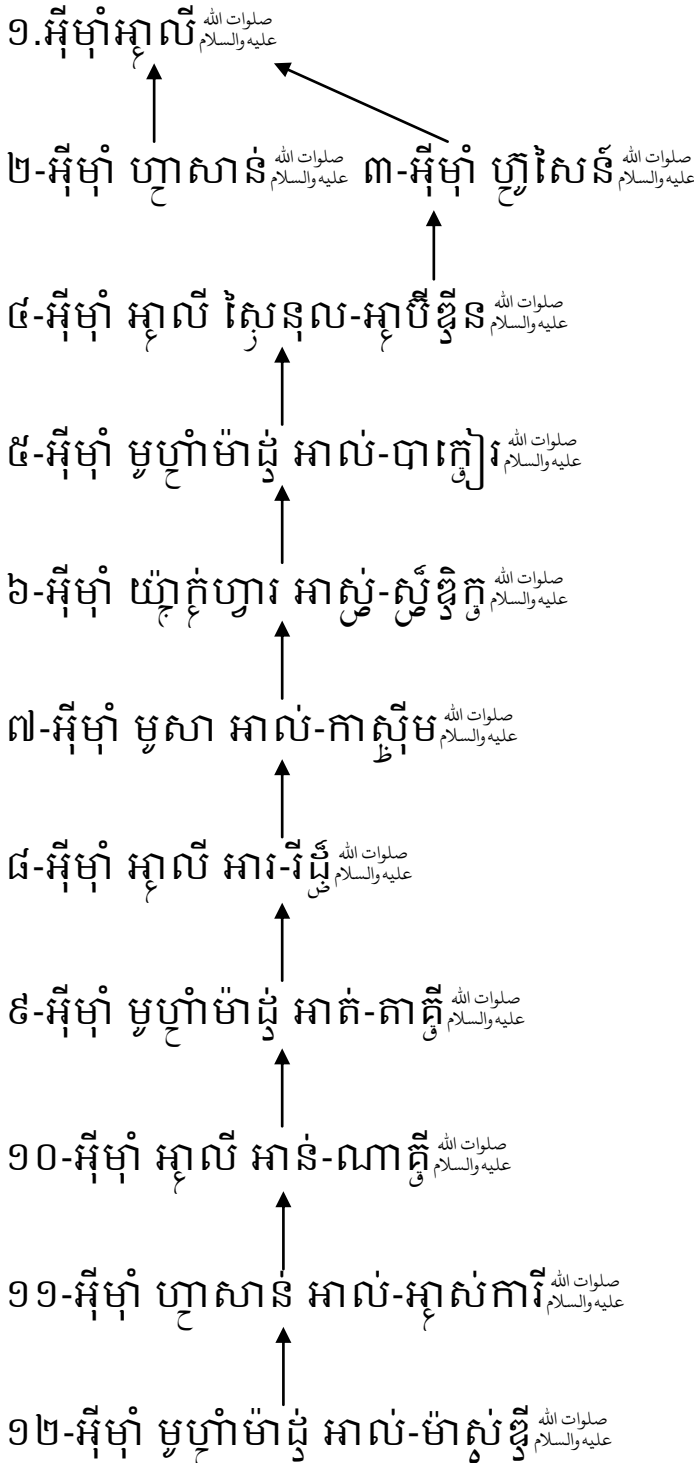 ១.អ៊ីម៉ាំអាលី صلوات الله عليه والسلام
២-អ៊ីម៉ាំ ហាសាន់ صلوات الله عليه والسلام ៣-អ៊ីម៉ាំ ហ៊ូសៃន៍ صلوات الله عليه والسلام
៤-អ៊ីម៉ាំ អាលី សៃនុល-អាប៊ីឌីន صلوات الله عليه والسلام
៥-អ៊ីម៉ាំ មូហាំម៉ាដ់ អាល់-បាកៀរ صلوات الله عليه والسلام
៦-អ៊ីម៉ាំ យ៉ាក់ហ្វារ អាស់-ស៏ឌិក صلوات الله عليه والسلام
៧-អ៊ីម៉ាំ មូសា អាល់-កាស៊ីម صلوات الله عليه والسلام
៨-អ៊ីម៉ាំ អាលី អារ-រីដ៏ صلوات الله عليه والسلام
៩-អ៊ីម៉ាំ មូហាំម៉ាដ់ អាត់-តាគី صلوات الله عليه والسلام
១០-អ៊ីម៉ាំ អាលី អាន់-ណាគី صلوات الله عليه والسلام
១១-អ៊ីម៉ាំ ហាសាន់ អាល់-អាស់ការី صلوات الله عليه والسلام
១២-អ៊ីម៉ាំ មូហាំម៉ាដ់ អាល់-ម៉ាស់ឌី صلوات الله عليه والسلام